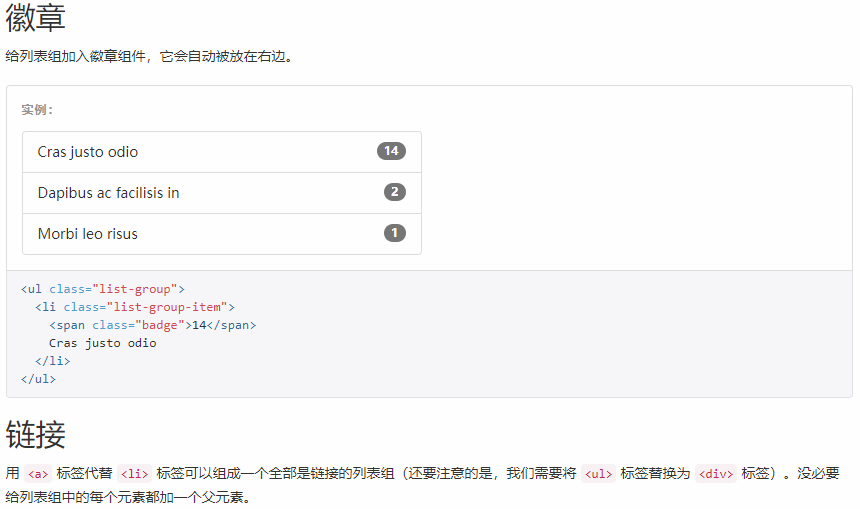 徽章
给列表组加入徽章组件，它会自动被放在右边。
实例：
Cras justo odio 14
Dapibus ac facilisis in 2
Morbi leo risus 1
<ul class="list-group">
  <li class="list-group-item">
    <span class="badge">14</span>
    Cras justo odio
  </li>
</ul>
链接
用 <a> 标签代替 <li> 标签可以组成一个全部是链接的列表组（还要注意的是，我们需要将 <ul> 标签替换为 <div> 标签）。没必要
给列表组中的每个元素都加一个父元素。